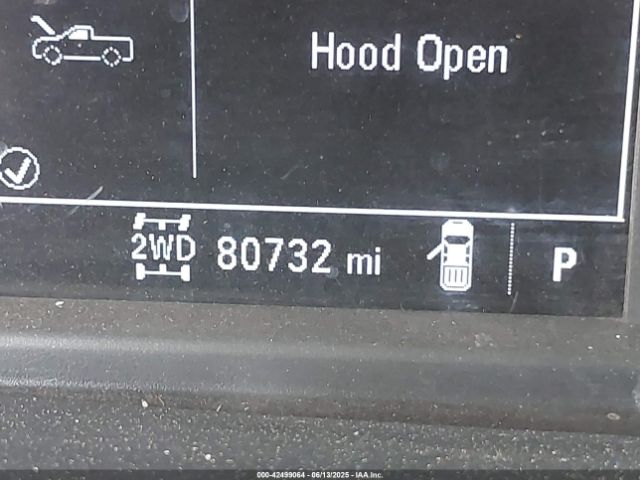 Hood Open
2WD 80732 mi P
000-42499064 - 06/13/2025 - IAA Inc.